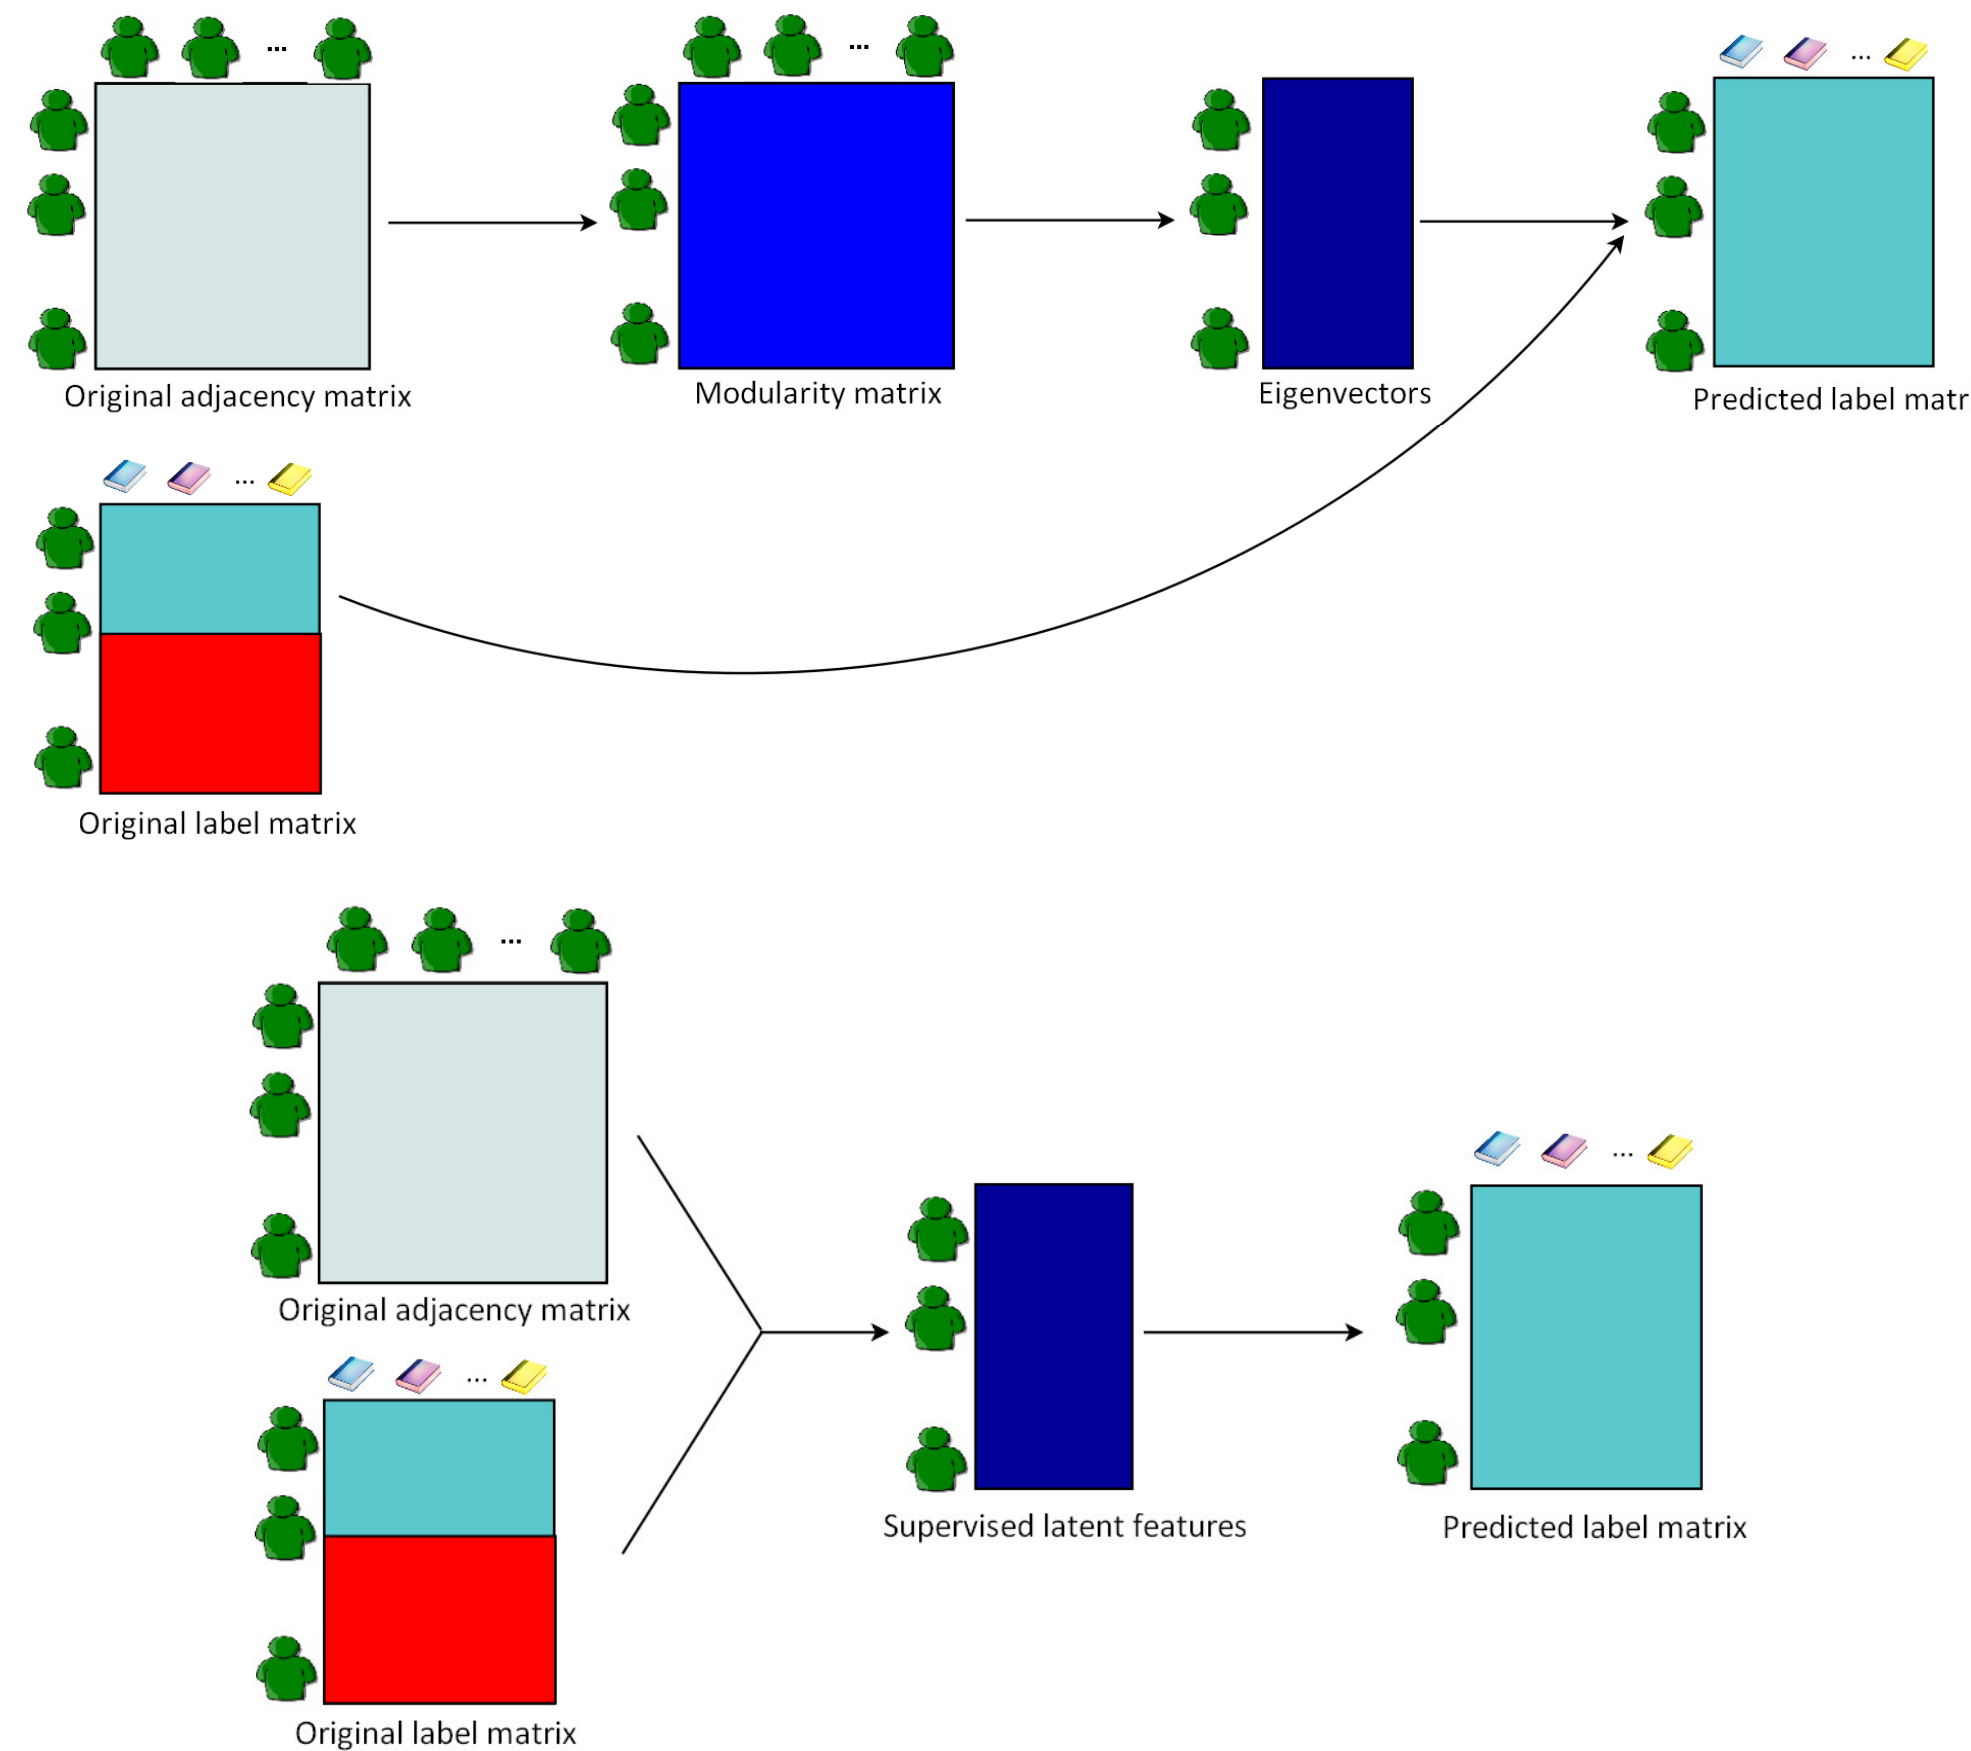 ...
...
...
Original adjacency matrix
Modularity matrix
Eigenvectors
Predicted label matr
...
Original label matrix
...
Original adjacency matrix
...
...
Supervised latent features
Predicted label matrix
Original label matrix